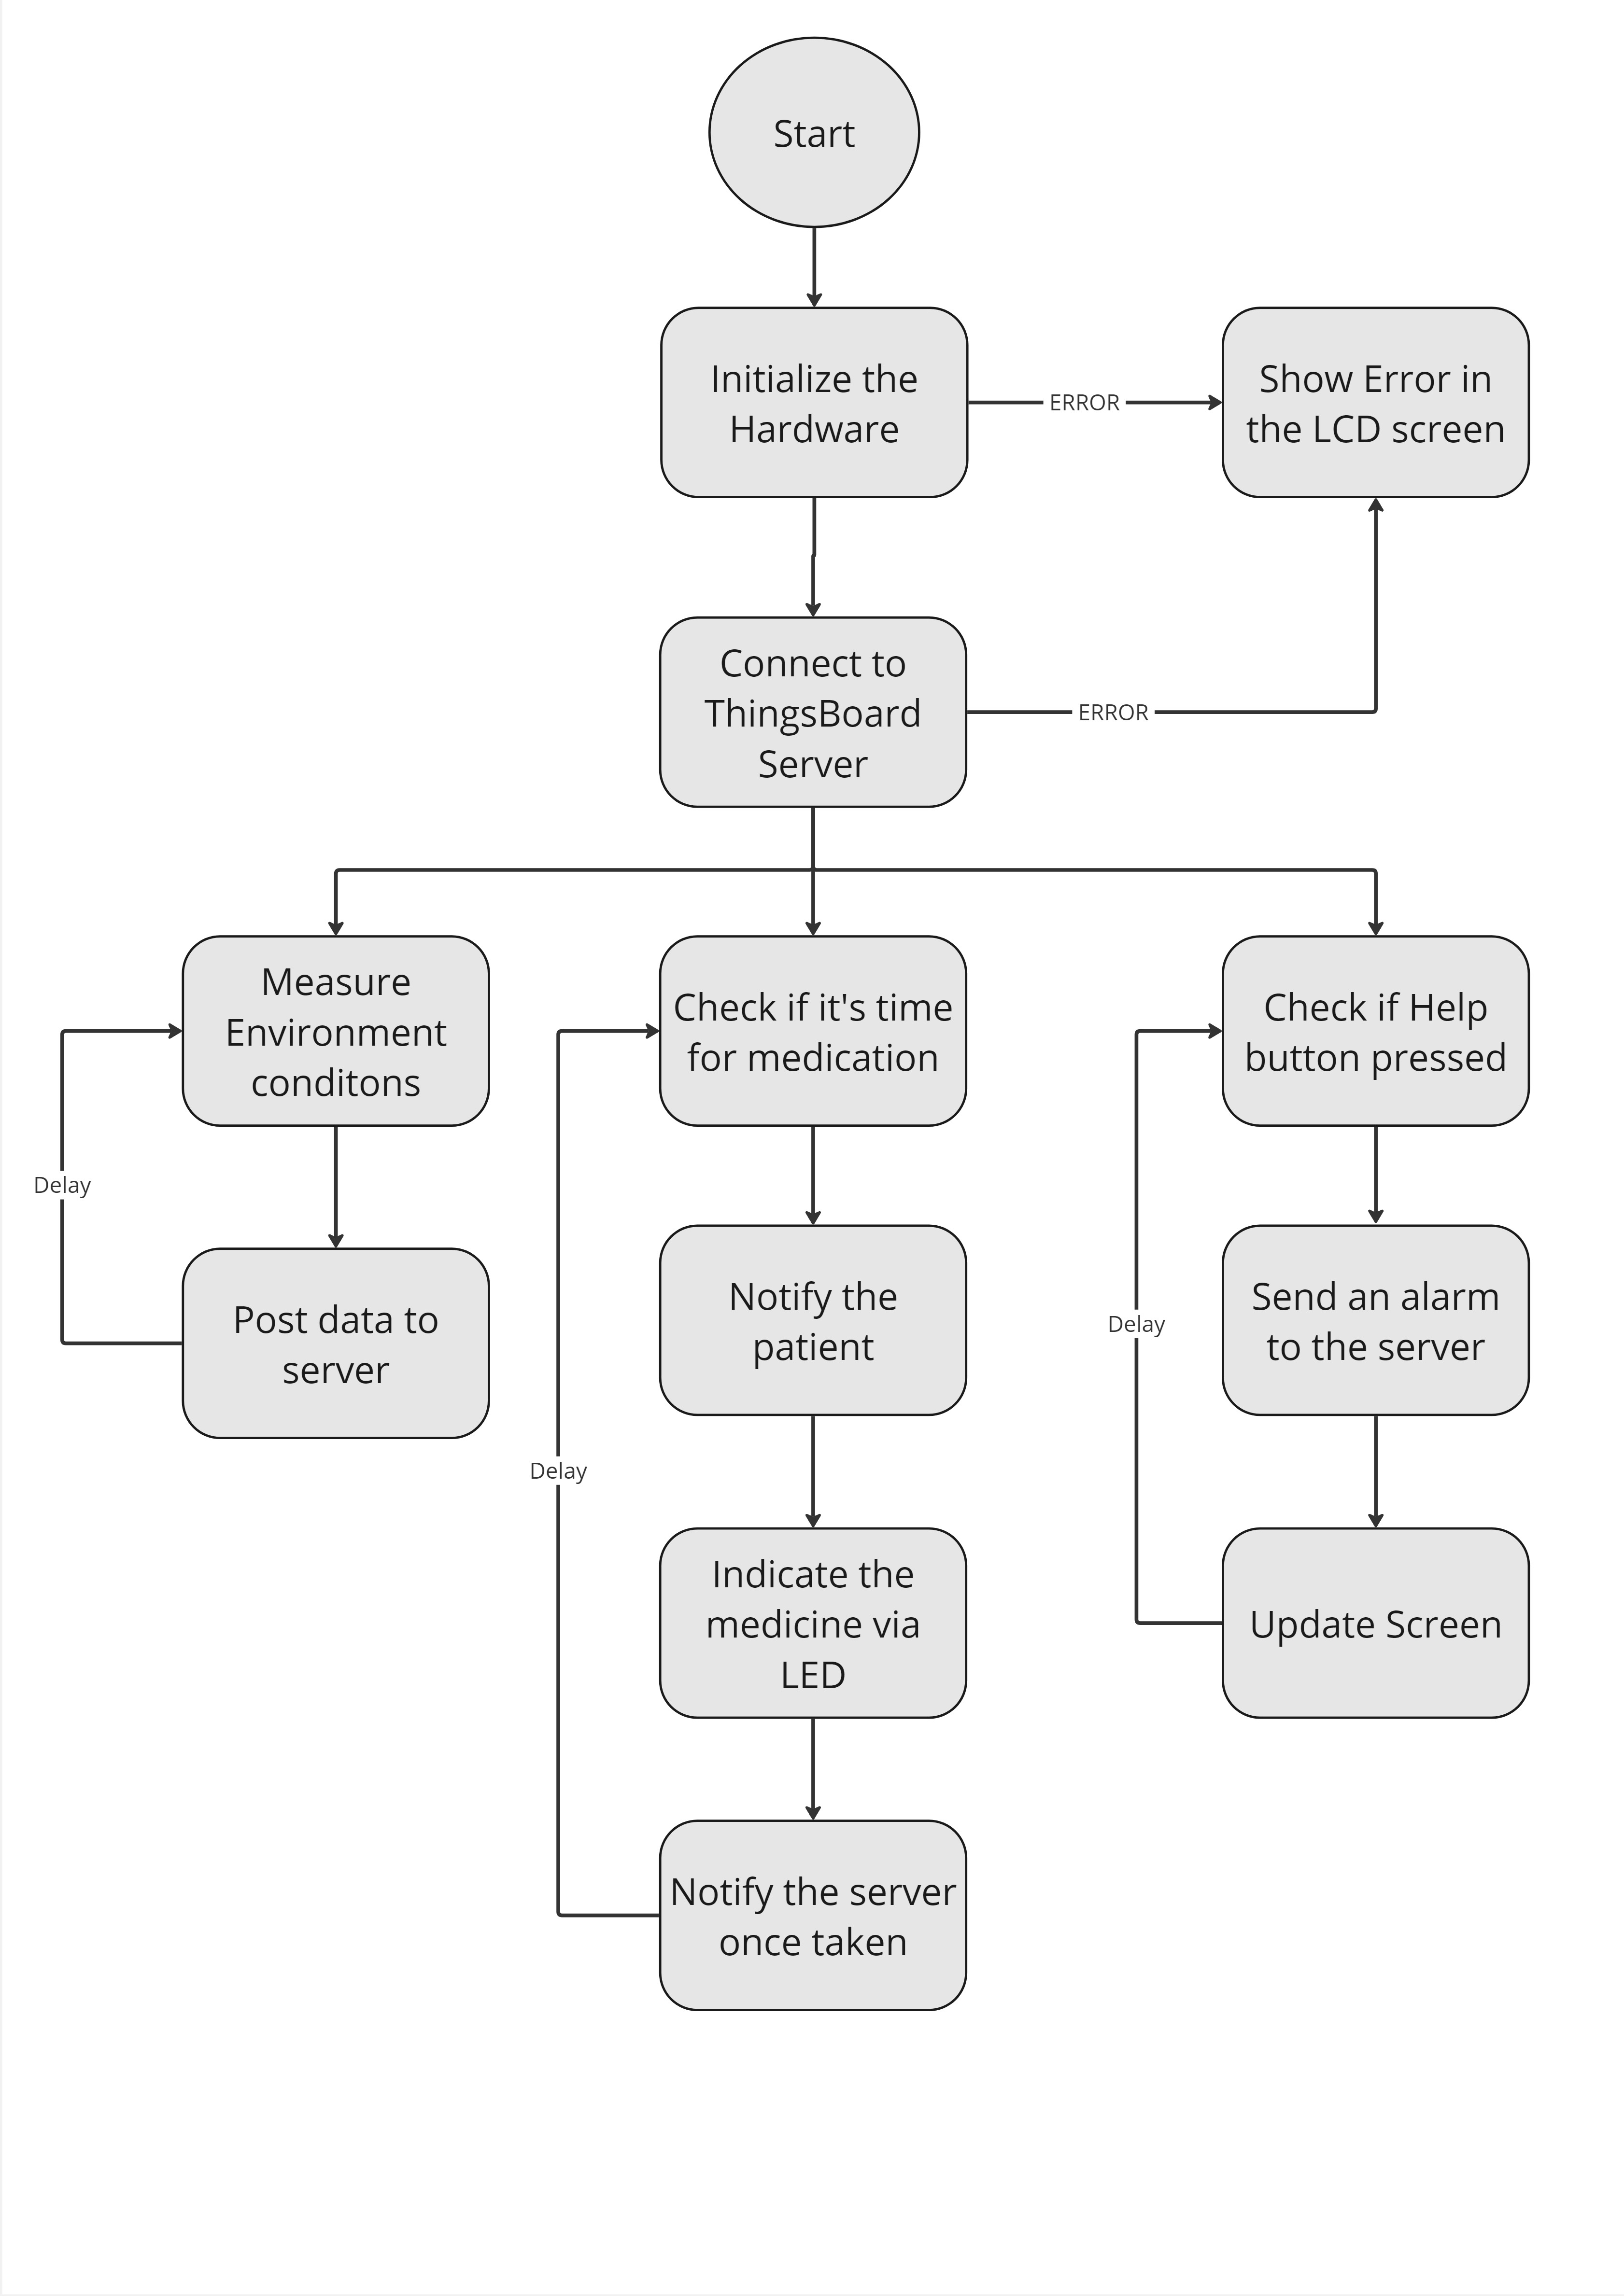 Start
Initialize the
Hardware
ERROR
Show Error in
the LCD screen
Connect to
ThingsBoard
Server
ERROR
Measure
Environment
conditons
Check if it's time
for medication
Check if Help
button pressed
Delay
Post data to
server
Notify the
patient
Delay
Send an alarm
to the server
Delay
Indicate the
medicine via
LED
Update Screen
Notify the server
once taken